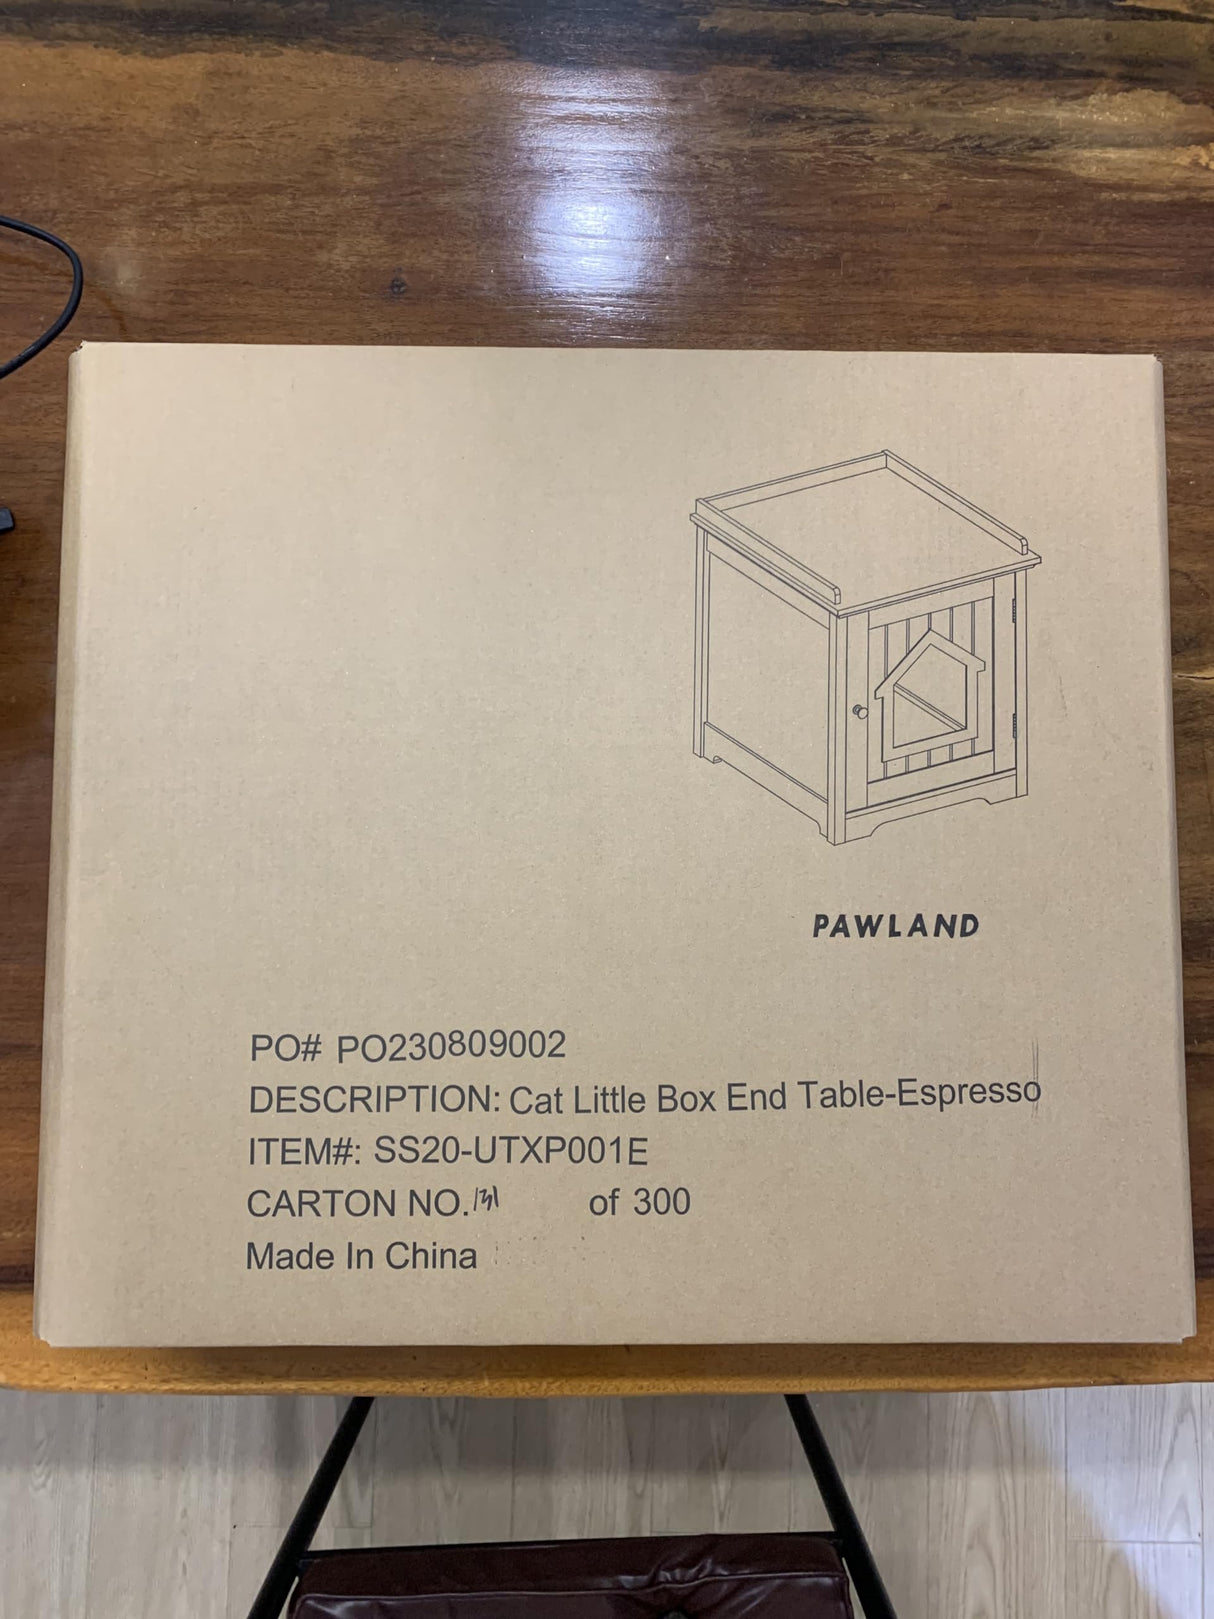 PAWLAND
PO# PO230809002
DESCRIPTION: Cat Little Box End Table-Espresso
ITEM#: SS20-UTXP001E
CARTON NO. 131 of 300
Made In China